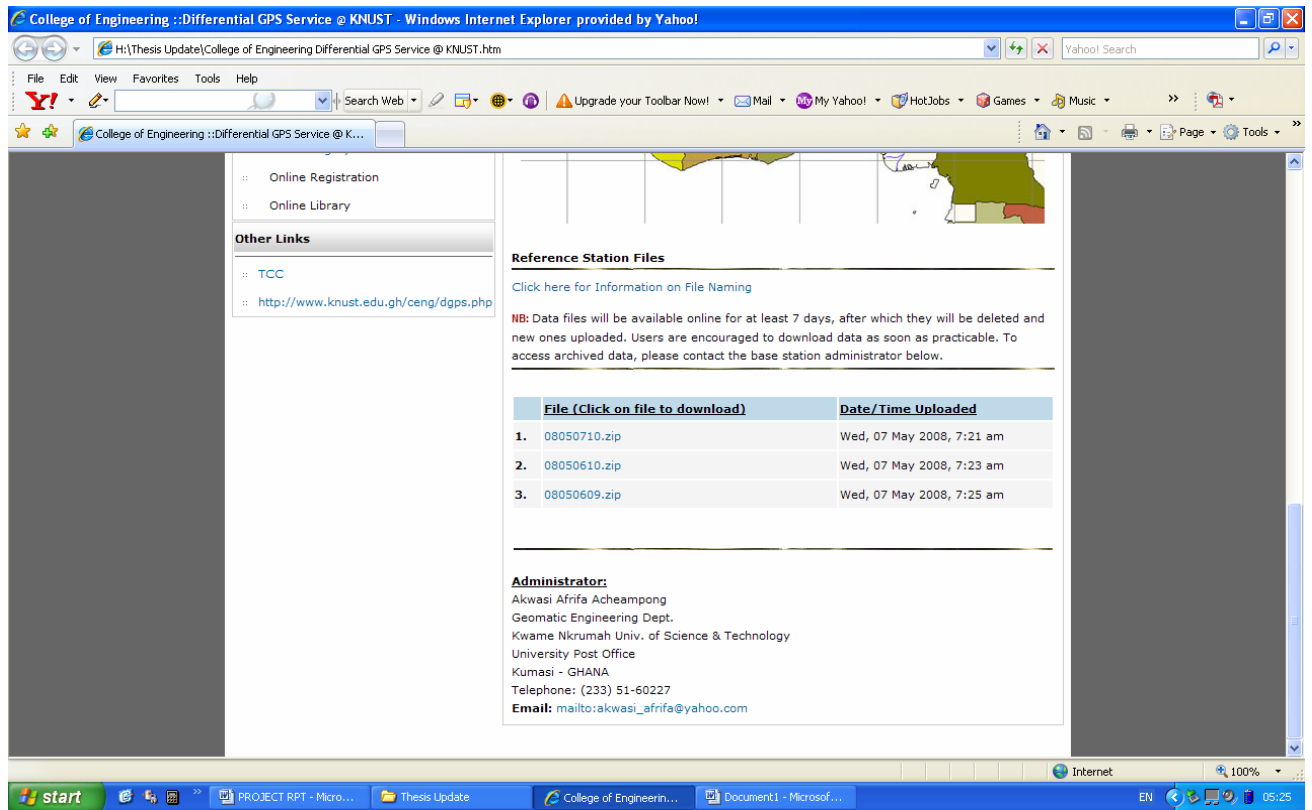 College of Engineering ::Differential GPS Service @ KNUST - Windows Internet Explorer provided by Yahoo!
H:\Thesis Update\College of Engineering Differential GPS Service @ KNUST.htm
Yahoo! Search
File Edit View Favorites Tools Help
Y! Search Web Upgrade your Toolbar Now! Mail My My Yahoo! HotJobs Games Music »
College of Engineering ::Differential GPS Service @ K... Page Tools »
:: Online Registration
:: Online Library
Other Links
:: TCC
:: http://www.knust.edu.gh/ceng/dgps.php
Reference Station Files
Click here for Information on File Naming
NB: Data files will be available online for at least 7 days, after which they will be deleted and
new ones uploaded. Users are encouraged to download data as soon as practicable. To
access archived data, please contact the base station administrator below.
File (Click on file to download) Date/Time Uploaded
1. 08050710.zip Wed, 07 May 2008, 7:21 am
2. 08050610.zip Wed, 07 May 2008, 7:23 am
3. 08050609.zip Wed, 07 May 2008, 7:25 am
Administrator:
Akwasi Afrifa Acheampong
Geomatic Engineering Dept.
Kwame Nkrumah Univ. of Science & Technology
University Post Office
Kumasi - GHANA
Telephone: (233) 51-60227
Email: mailto:akwasi_afrifa@yahoo.com
Internet 100%
start » PROJECT RPT - Micro... Thesis Update College of Engineerin... Document1 - Microsof... EN 05:25